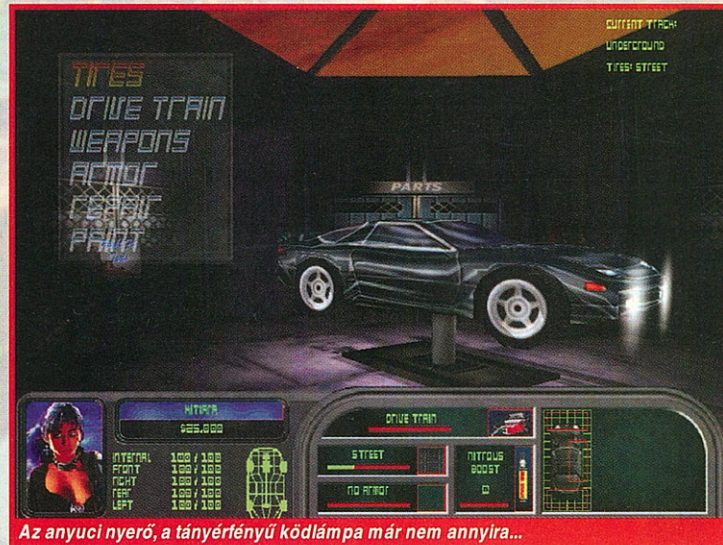 CURRENT TRACK:
UNDERGROUND
TIRES: STREET
TIRES
DRIVE TRAIN
WEAPONS
ARMOR
REPAIR
PAINT
PARTS
$25.000
INTERNAL 100/100
FRONT 100/100
RIGHT 100/100
REAR 100/100
LEFT 100/100
DRIVE TRAIN
STREET
NO ARMOR
NITROUS
BOOST
0
Az anyuci nyerő, a tányérfényű ködlámpa már nem annyira...